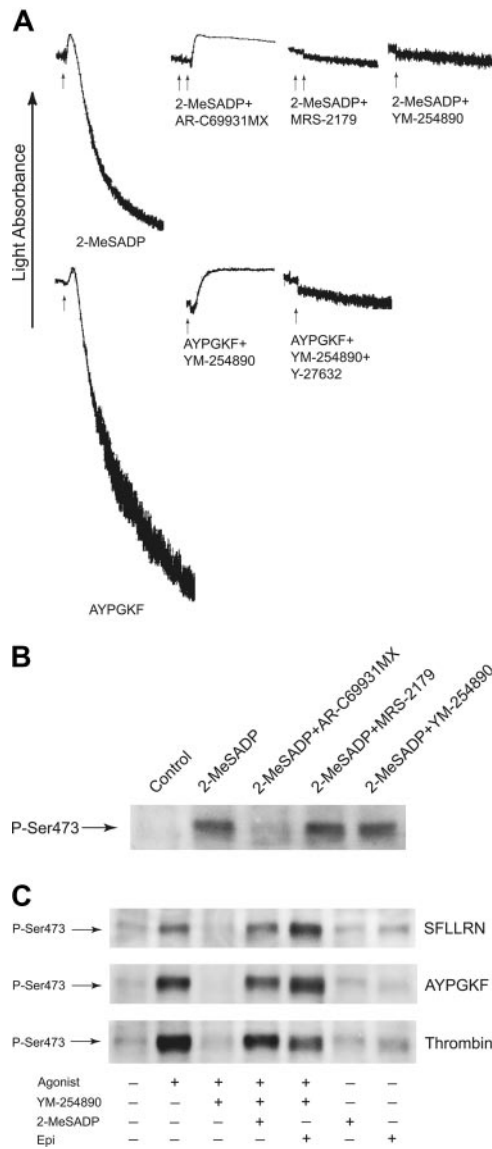 A
Light Absorbance
2-MeSADP
2-MeSADP+
AR-C69931MX
2-MeSADP+
MRS-2179
2-MeSADP+
YM-254890
AYPGKF
AYPGKF+
YM-254890
AYPGKF+
YM-254890+
Y-27632
B
Control
2-MeSADP
2-MeSADP+AR-C69931MX
2-MeSADP+MRS-2179
2-MeSADP+YM-254890
P-Ser473
C
P-Ser473 SFLLRN
P-Ser473 AYPGKF
P-Ser473 Thrombin
Agonist – + + + + – –
YM-254890 – – + + + – –
2-MeSADP – – – + – + –
Epi – – – – + – +